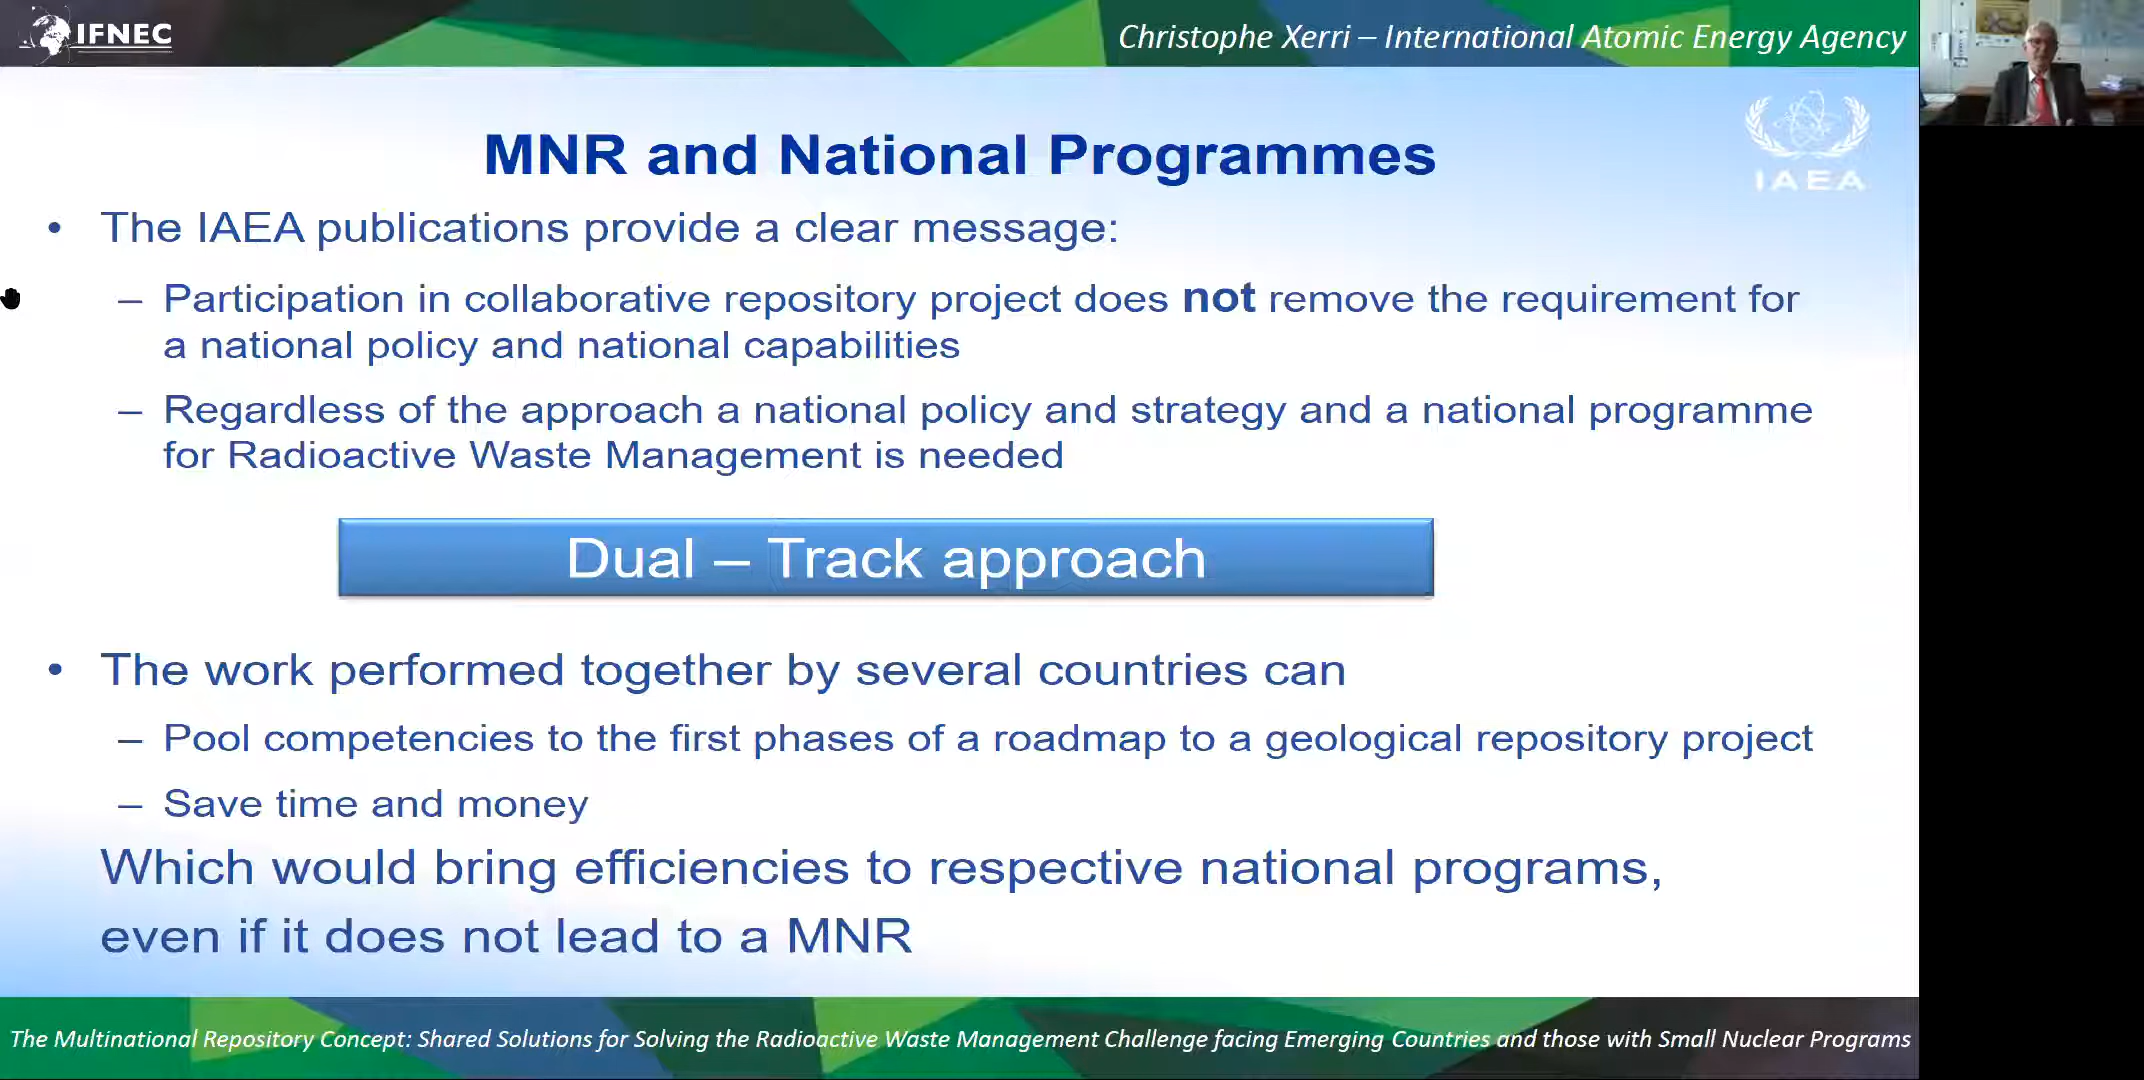 IFNEC
Christophe Xerri – International Atomic Energy Agency
IAEA
MNR and National Programmes
• The IAEA publications provide a clear message:
– Participation in collaborative repository project does not remove the requirement for
a national policy and national capabilities
– Regardless of the approach a national policy and strategy and a national programme
for Radioactive Waste Management is needed
Dual – Track approach
• The work performed together by several countries can
– Pool competencies to the first phases of a roadmap to a geological repository project
– Save time and money
Which would bring efficiencies to respective national programs,
even if it does not lead to a MNR
The Multinational Repository Concept: Shared Solutions for Solving the Radioactive Waste Management Challenge facing Emerging Countries and those with Small Nuclear Programs